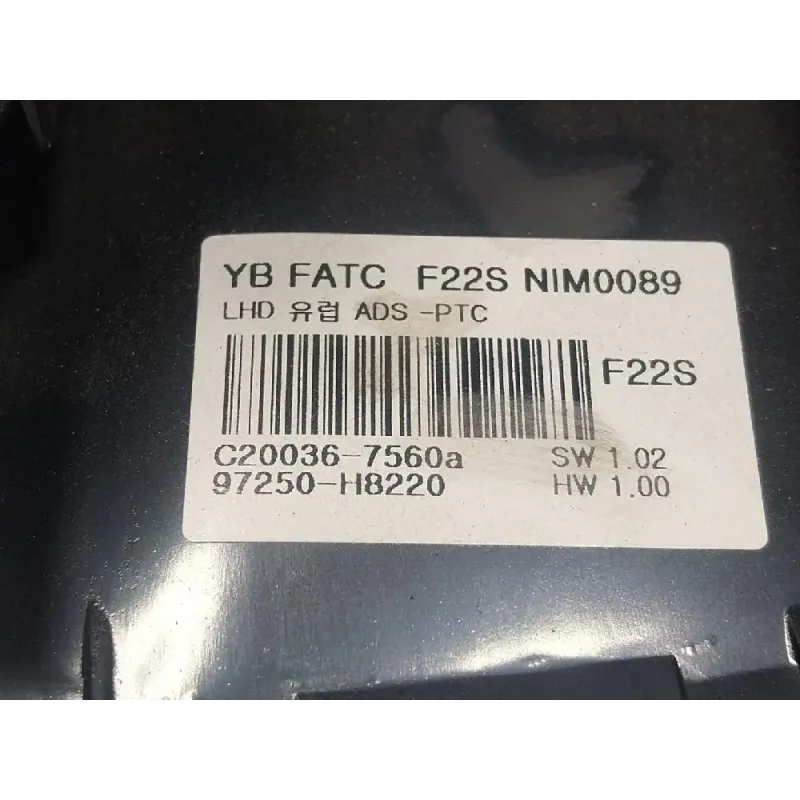 YB FATC F22S NIM0089
LHD 유럽 ADS -PTC
F22S
C20036-7560a SW 1.02
97250-H8220 HW 1.00